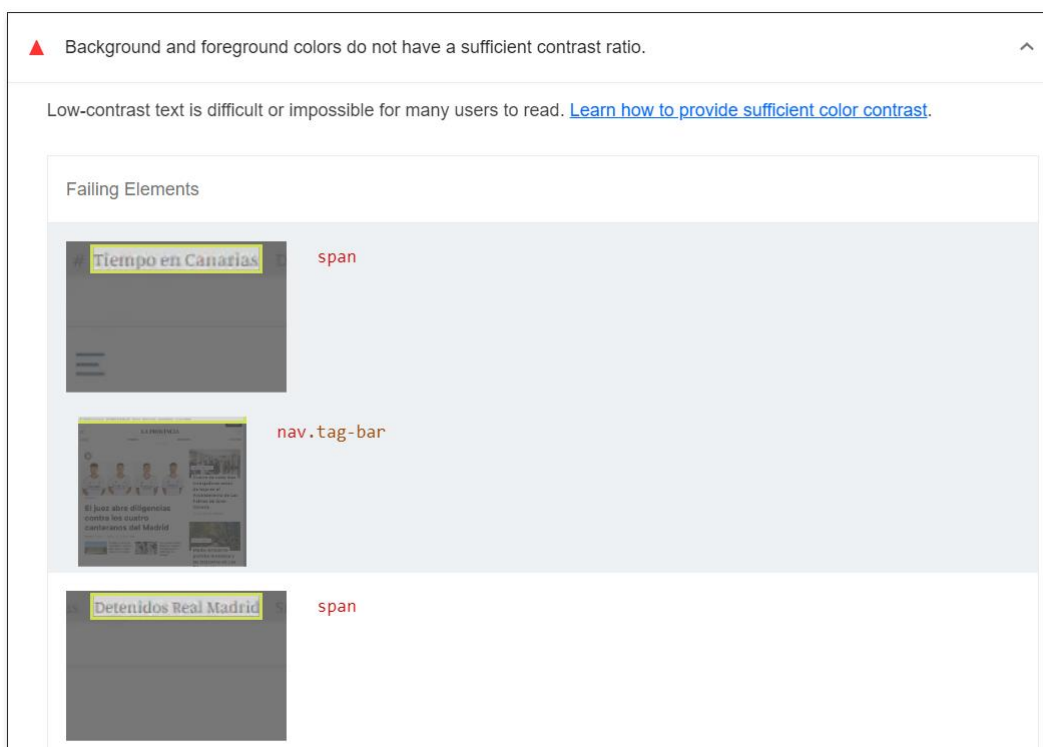 Background and foreground colors do not have a sufficient contrast ratio.
Low-contrast text is difficult or impossible for many users to read. Learn how to provide sufficient color contrast.
Failing Elements
# Tiempo en Canarias D
span
nav.tag-bar
LA PROVINCIA
El juez abre diligencias
contra los cuatro
canteranos del Madrid
Detenidos Real Madrid S
span